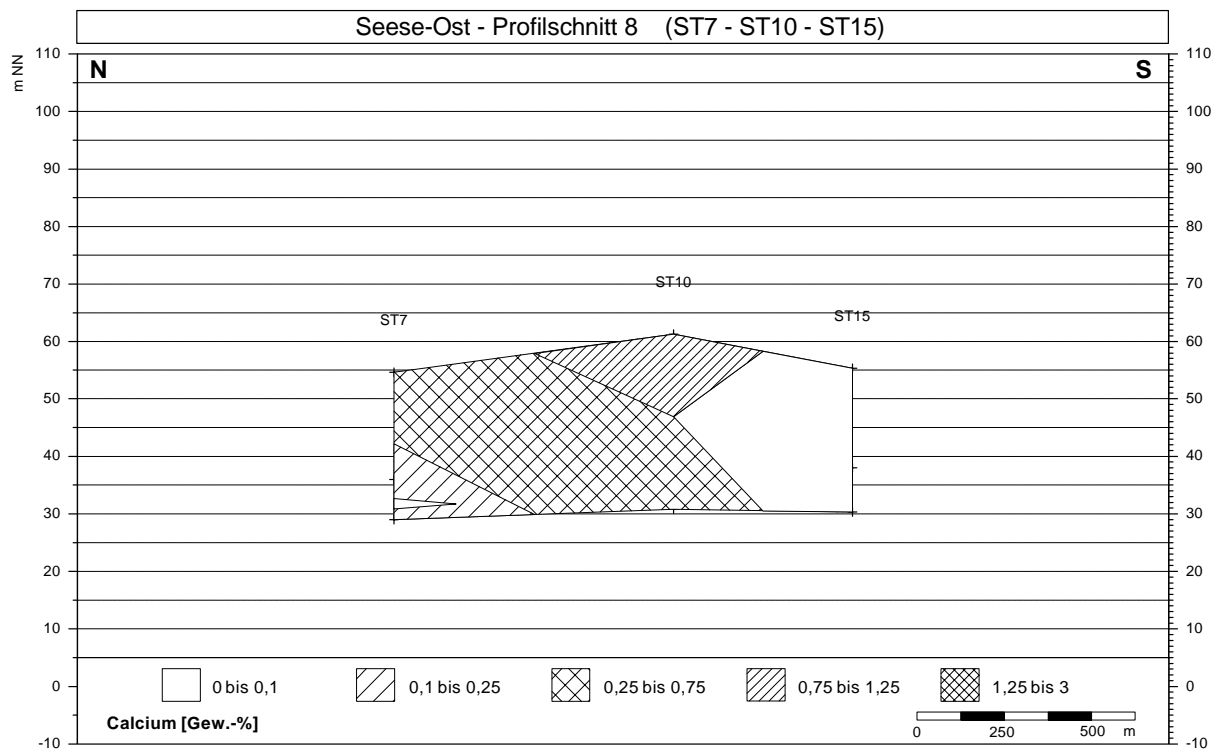 Seese-Ost - Profilschnitt 8 (ST7 - ST10 - ST15)
m NN
N
S
110
100
90
80
70
60
50
40
30
20
10
0
-10
110
100
90
80
70
60
50
40
30
20
10
0
-10
ST7
ST10
ST15
0 bis 0,1
0,1 bis 0,25
0,25 bis 0,75
0,75 bis 1,25
1,25 bis 3
Calcium [Gew.-%]
0 250 500 m